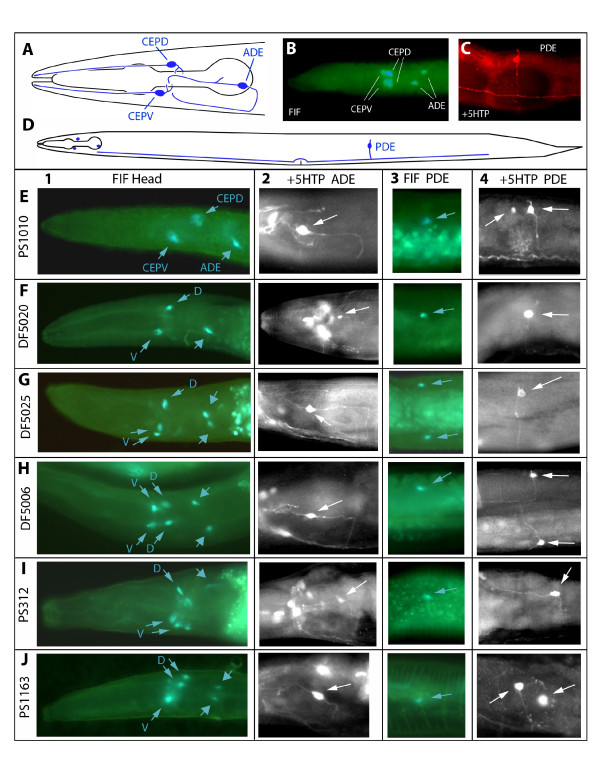 A
CEPD
ADE
CEPV
B
CEPD
CEPV
ADE
FIF
C
PDE
+5HTP
D
PDE
1 FIF Head
2 +5HTP ADE
3 FIF PDE
4 +5HTP PDE
E
PS1010
CEPD
CEPV
ADE
F
DF5020
D
V
G
DF5025
D
V
H
DF5006
V D
V D
I
PS312
D
V
J
PS1163
D
V